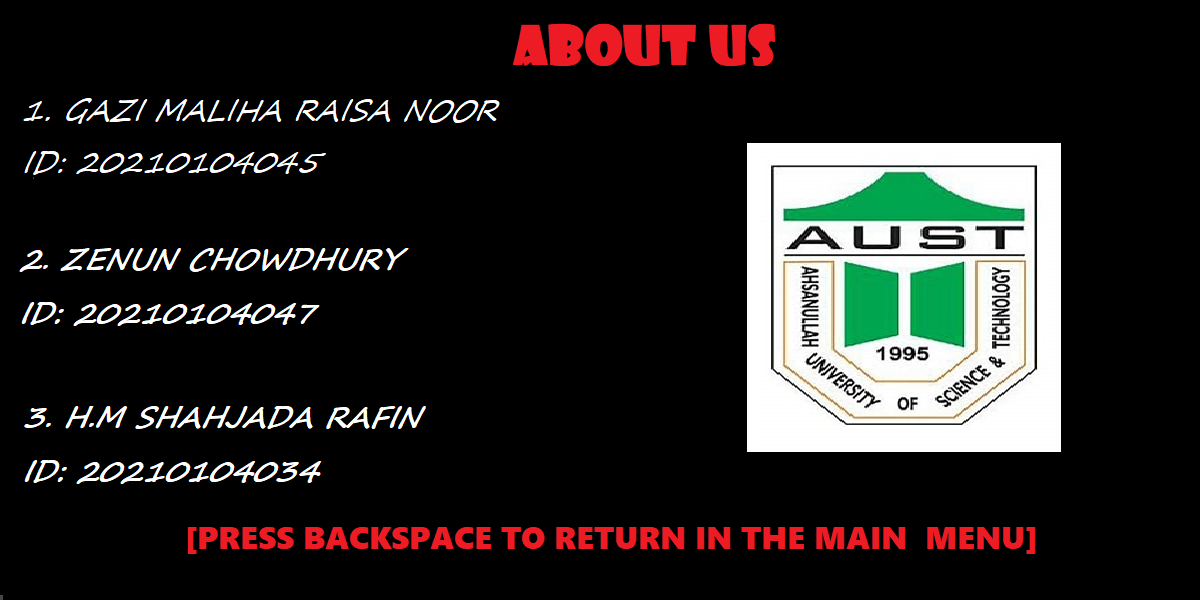 ABOUT US
1. GAZI MALIHA RAISA NOOR
ID: 20210104045
2. ZENUN CHOWDHURY
ID: 20210104047
3. H.M SHAHJADA RAFIN
ID: 20210104034
AUST
1995
AHSANULLAH UNIVERSITY OF SCIENCE & TECHNOLOGY
[PRESS BACKSPACE TO RETURN IN THE MAIN  MENU]